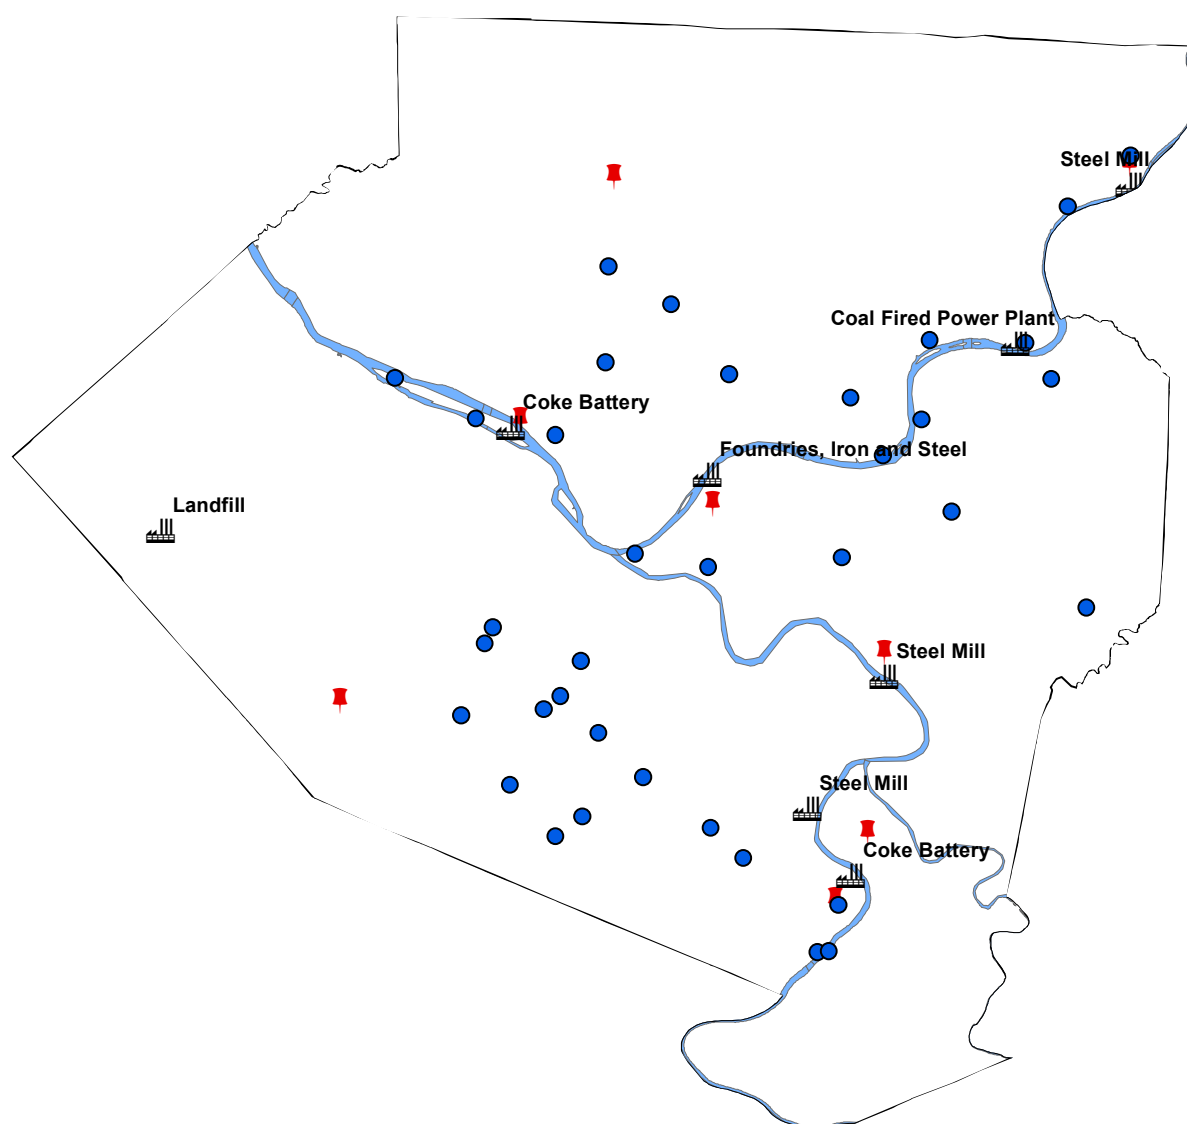 Steel Mill
Coal Fired Power Plant
Coke Battery
Foundries, Iron and Steel
Landfill
Steel Mill
Steel Mill
Coke Battery